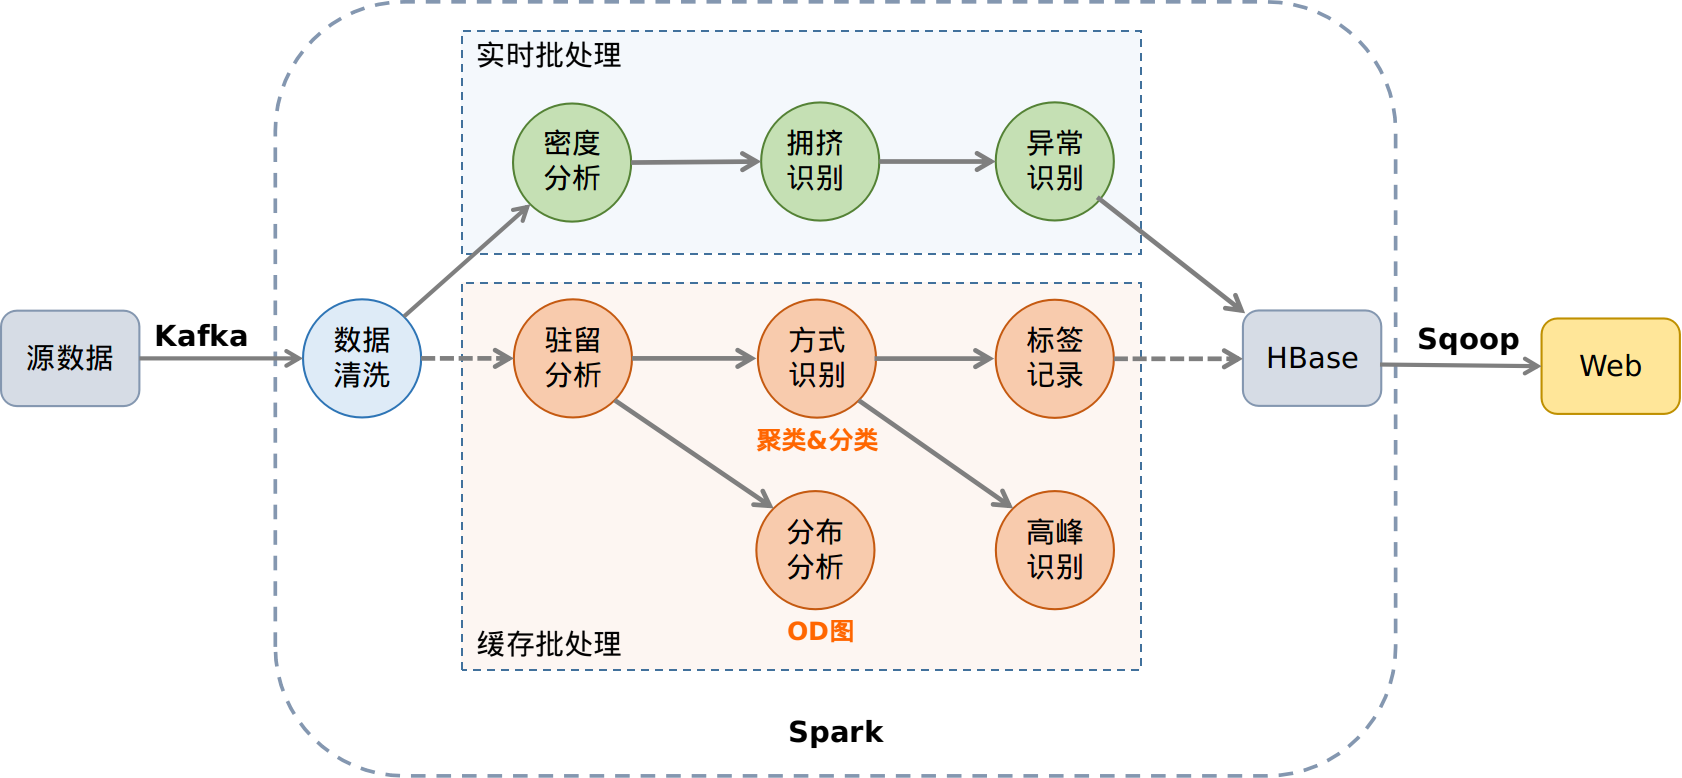 实时批处理
密度
分析
拥挤
识别
异常
识别
源数据
Kafka
数据
清洗
驻留
分析
方式
识别
聚类&分类
标签
记录
HBase
Sqoop
Web
分布
分析
OD图
高峰
识别
缓存批处理
Spark